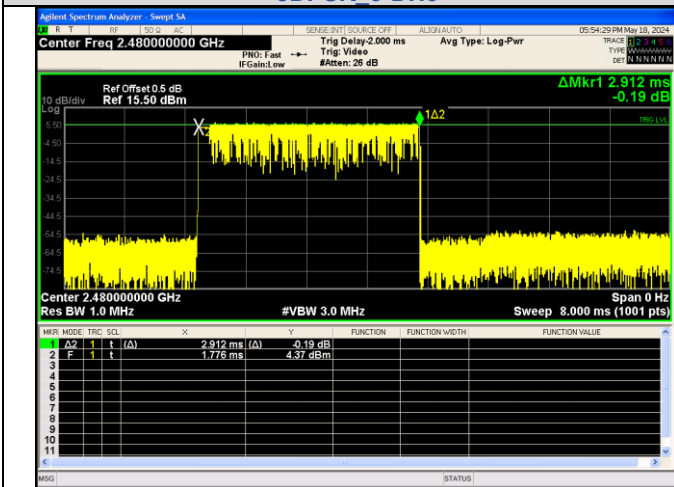 Agilent Spectrum Analyzer - Swept SA
R T RF 50 Ω AC SENSE:INT SOURCE OFF ALIGNAUTO 05:54:29 PM May 18, 2024
Center Freq 2.480000000 GHz PNO: Fast IFGain:Low Trig Delay-2.000 ms Trig: Video #Atten: 26 dB Avg Type: Log-Pwr TRACE 1 2 3 4 5 6
TYPE WWWWWW
DET N N N N N N
ΔMkr1 2.912 ms
-0.19 dB
Ref Offset 0.5 dB
10 dB/div Ref 15.50 dBm
Log
1Δ2
TRIG LVL
5.50
-4.50
-14.5
-24.5
-34.5
-44.5
-54.5
-64.5
-74.5
Center 2.480000000 GHz Span 0 Hz
Res BW 1.0 MHz #VBW 3.0 MHz Sweep 8.000 ms (1001 pts)
MKR MODE TRC SCL X Y FUNCTION FUNCTION WIDTH FUNCTION VALUE
1 Δ2 1 t (Δ) 2.912 ms (Δ) -0.19 dB
2 F 1 t 1.776 ms 4.37 dBm
3
4
5
6
7
8
9
10
11
MSG STATUS